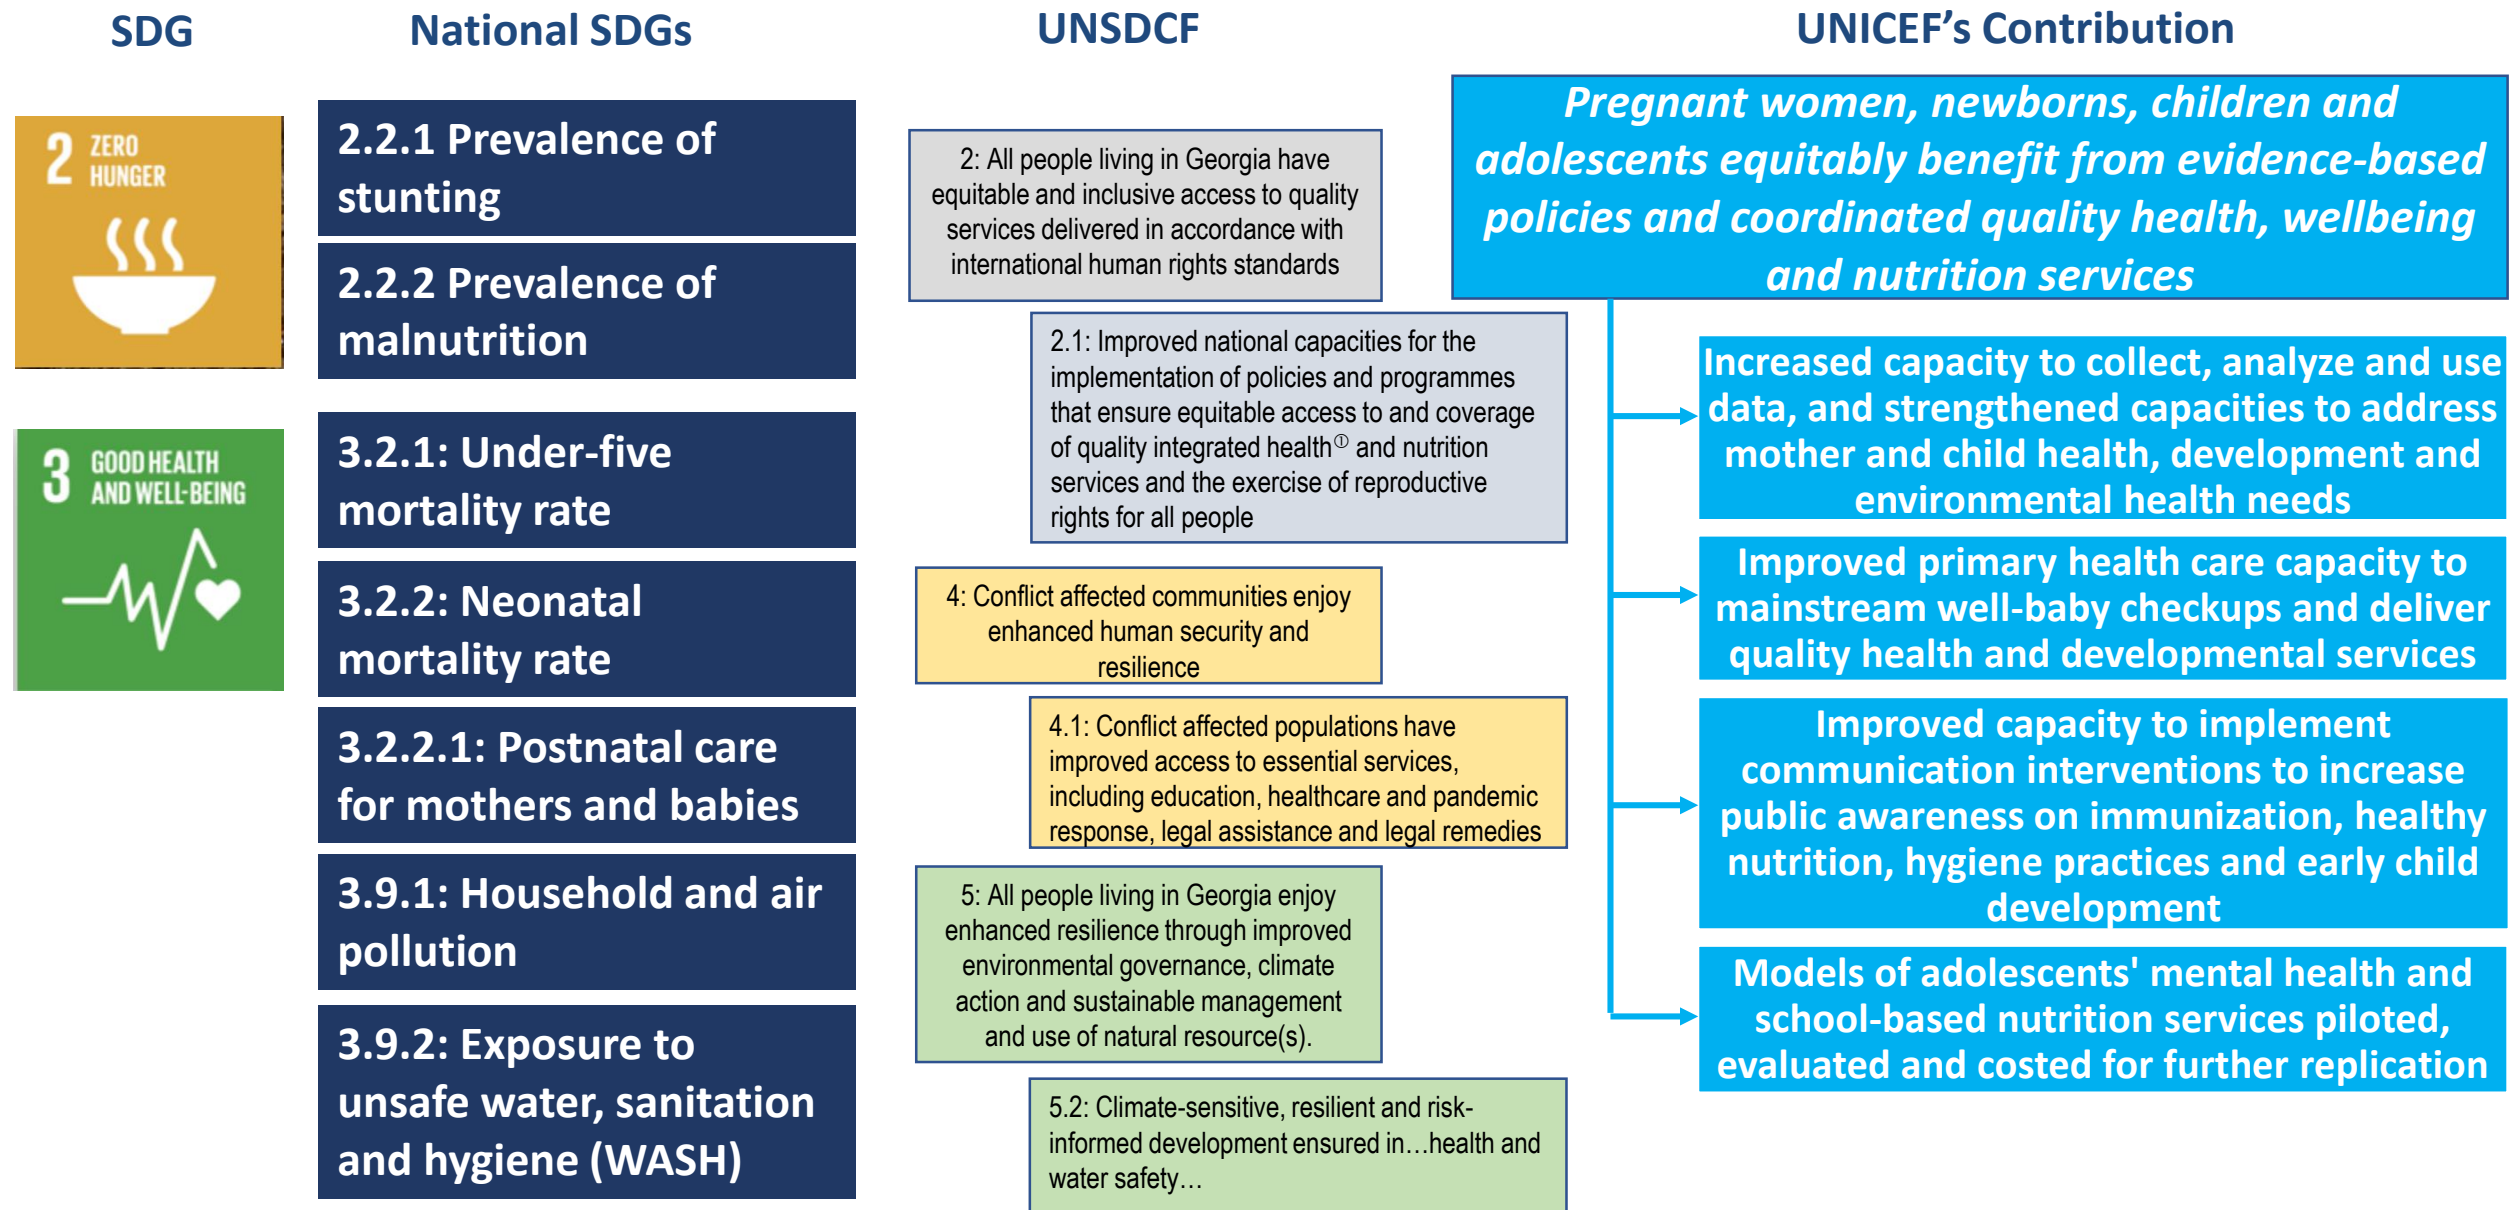 SDG
National SDGs
UNSDCF
UNICEF's Contribution
2 ZERO
HUNGER
3 GOOD HEALTH
AND WELL-BEING
2.2.1 Prevalence of
stunting
2.2.2 Prevalence of
malnutrition
3.2.1: Under-five
mortality rate
3.2.2: Neonatal
mortality rate
3.2.2.1: Postnatal care
for mothers and babies
3.9.1: Household and air
pollution
3.9.2: Exposure to
unsafe water, sanitation
and hygiene (WASH)
2: All people living in Georgia have
equitable and inclusive access to quality
services delivered in accordance with
international human rights standards
2.1: Improved national capacities for the
implementation of policies and programmes
that ensure equitable access to and coverage
of quality integrated health① and nutrition
services and the exercise of reproductive
rights for all people
4: Conflict affected communities enjoy
enhanced human security and
resilience
4.1: Conflict affected populations have
improved access to essential services,
including education, healthcare and pandemic
response, legal assistance and legal remedies
5: All people living in Georgia enjoy
enhanced resilience through improved
environmental governance, climate
action and sustainable management
and use of natural resource(s).
5.2: Climate-sensitive, resilient and risk-
informed development ensured in…health and
water safety…
Pregnant women, newborns, children and
adolescents equitably benefit from evidence-based
policies and coordinated quality health, wellbeing
and nutrition services
Increased capacity to collect, analyze and use
data, and strengthened capacities to address
mother and child health, development and
environmental health needs
Improved primary health care capacity to
mainstream well-baby checkups and deliver
quality health and developmental services
Improved capacity to implement
communication interventions to increase
public awareness on immunization, healthy
nutrition, hygiene practices and early child
development
Models of adolescents' mental health and
school-based nutrition services piloted,
evaluated and costed for further replication